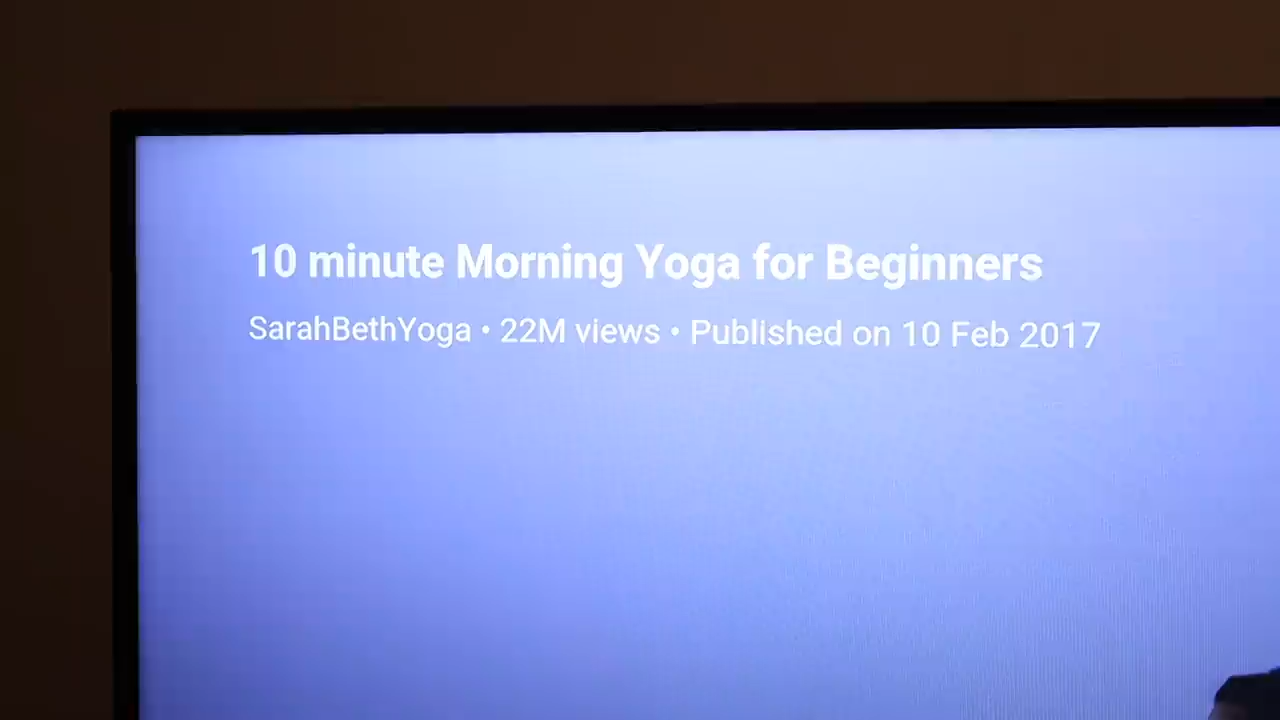 10 minute Morning Yoga for Beginners
SarahBethYoga • 22M views • Published on 10 Feb 2017